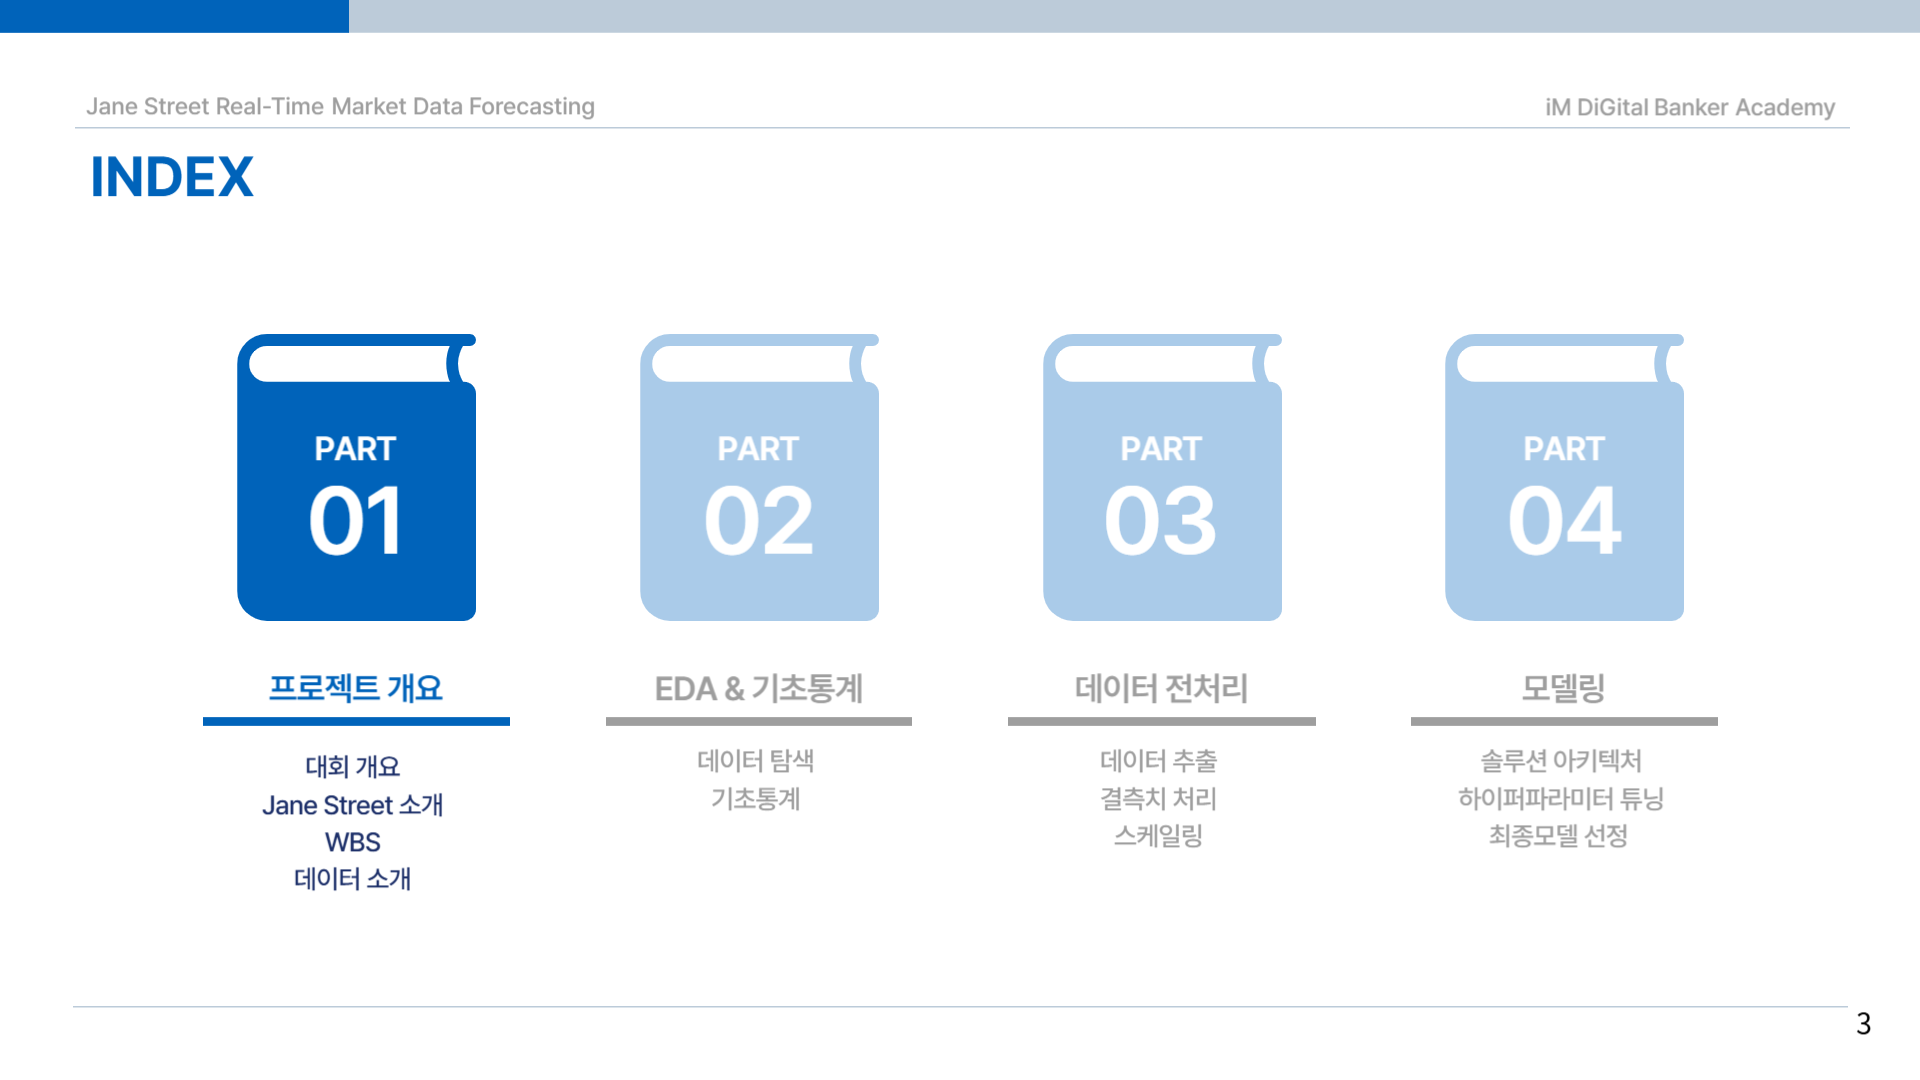 Jane Street Real-Time Market Data Forecasting
iM DiGital Banker Academy
INDEX
PART
01
프로젝트 개요
대회 개요
Jane Street 소개
WBS
데이터 소개
PART
02
EDA & 기초통계
데이터 탐색
기초통계
PART
03
데이터 전처리
데이터 추출
결측치 처리
스케일링
PART
04
모델링
솔루션 아키텍처
하이퍼파라미터 튜닝
최종모델 선정
3